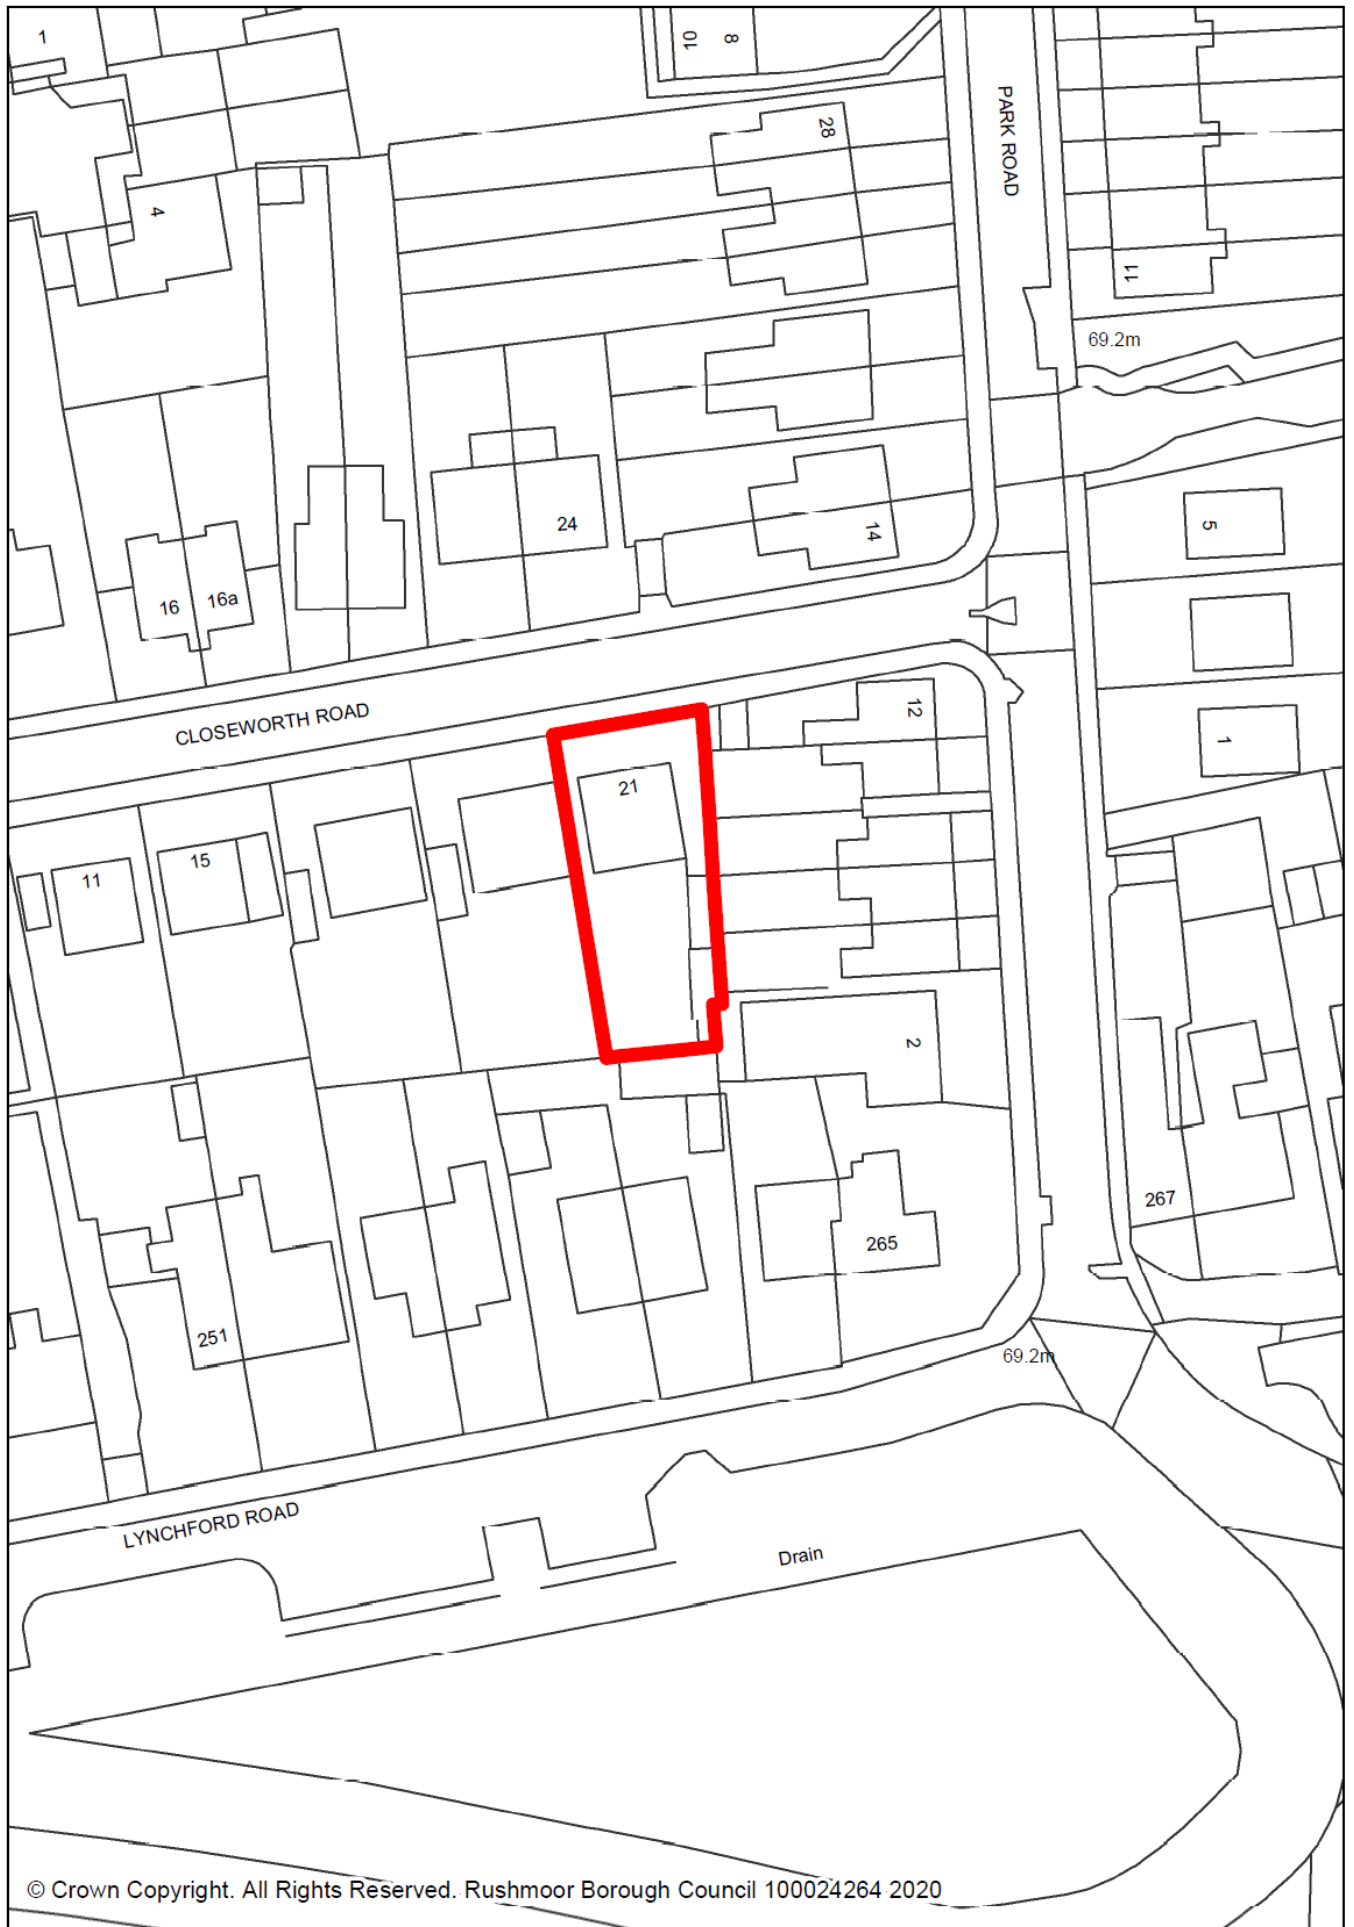 1
10
8
28
PARK ROAD
4
11
69.2m
24
14
5
16
16a
12
CLOSEWORTH ROAD
1
21
15
11
2
267
265
251
69.2m
LYNCHFORD ROAD
Drain
© Crown Copyright. All Rights Reserved. Rushmoor Borough Council 100024264 2020